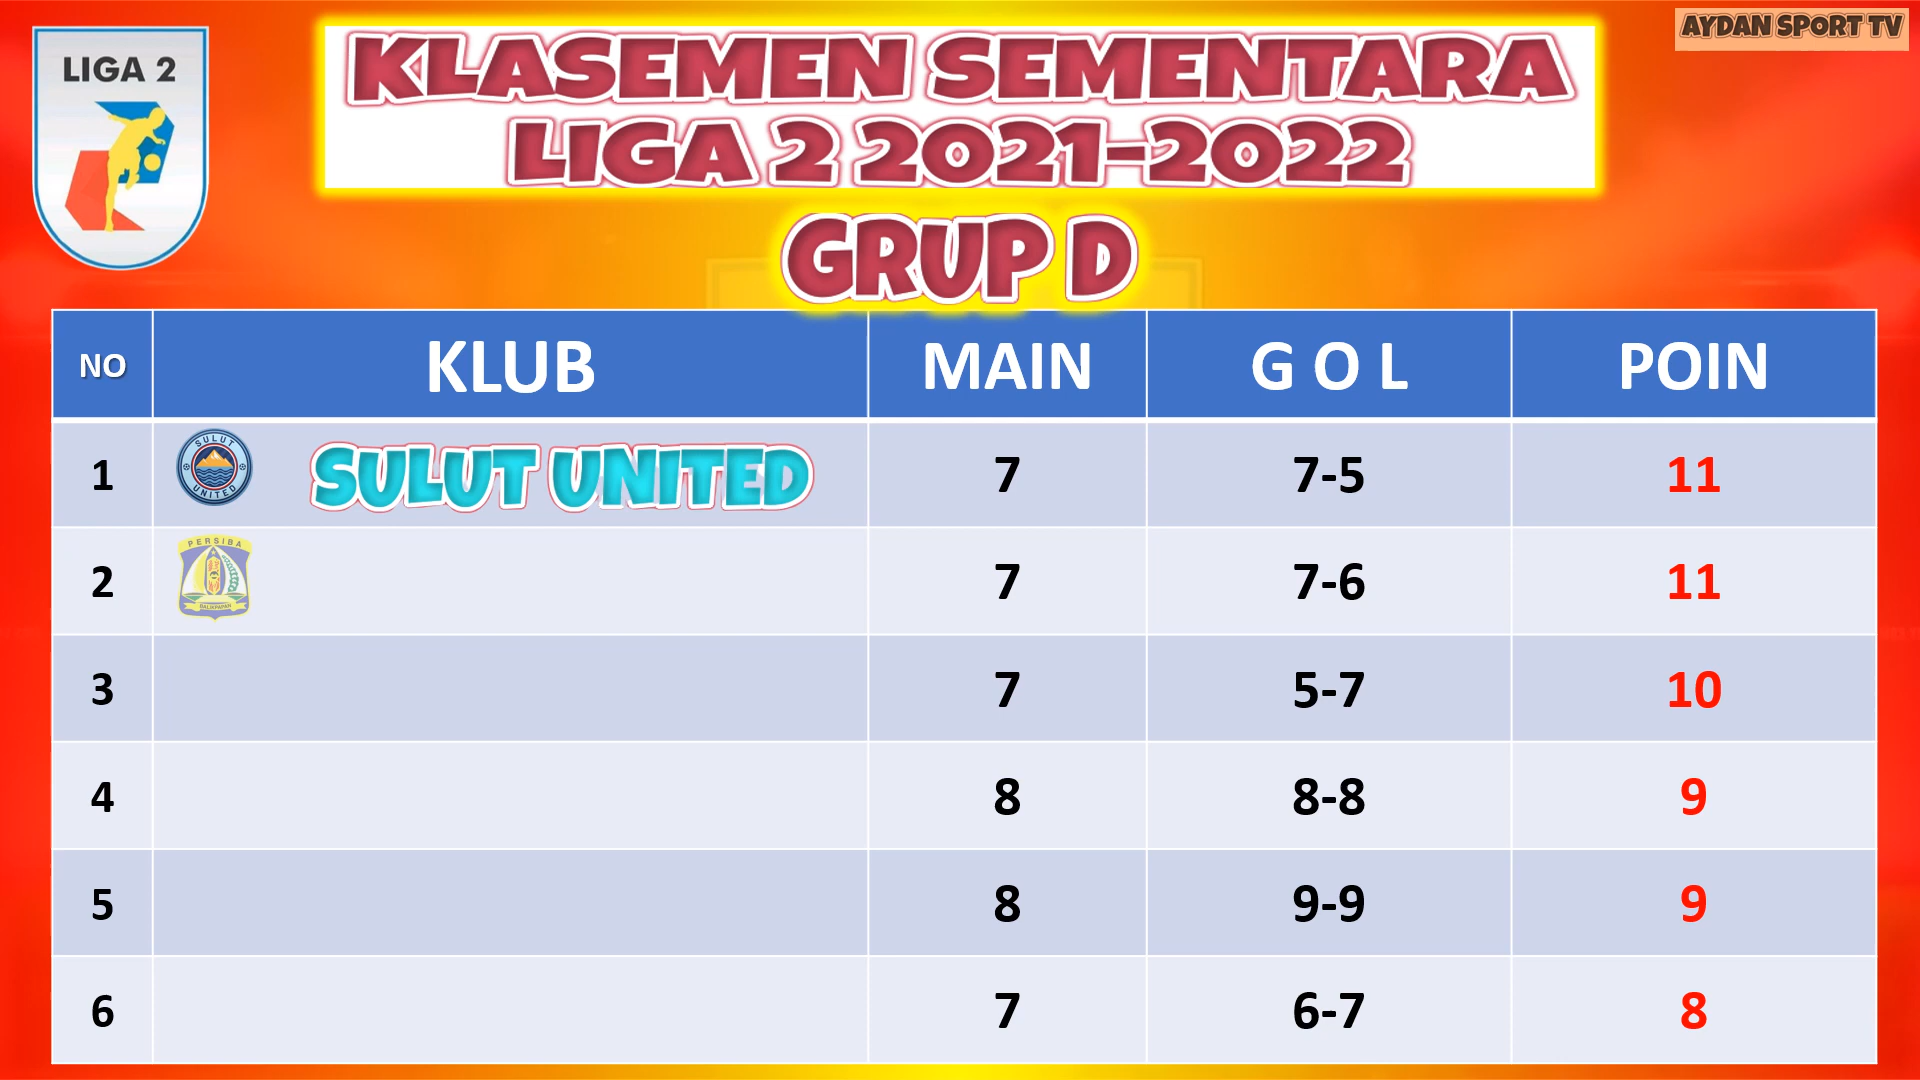 AYDAN SPORT TV
LIGA 2
KLASEMEN SEMENTARA
LIGA 2 2021-2022
GRUP D
NO KLUB MAIN G O L POIN
1 SULUT UNITED SULUT UNITED 7 7-5 11
2 PERSIBA BALIKPAPAN 7 7-6 11
3 7 5-7 10
4 8 8-8 9
5 8 9-9 9
6 7 6-7 8